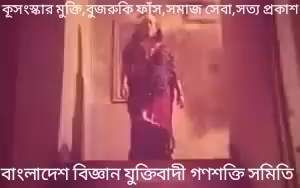 কূসংস্কার মুক্তি,বুজরুকি ফাঁস,সমাজ সেবা,সত্য প্রকাশ
বাংলাদেশ বিজ্ঞান যুক্তিবাদী গণশক্তি সমিতি